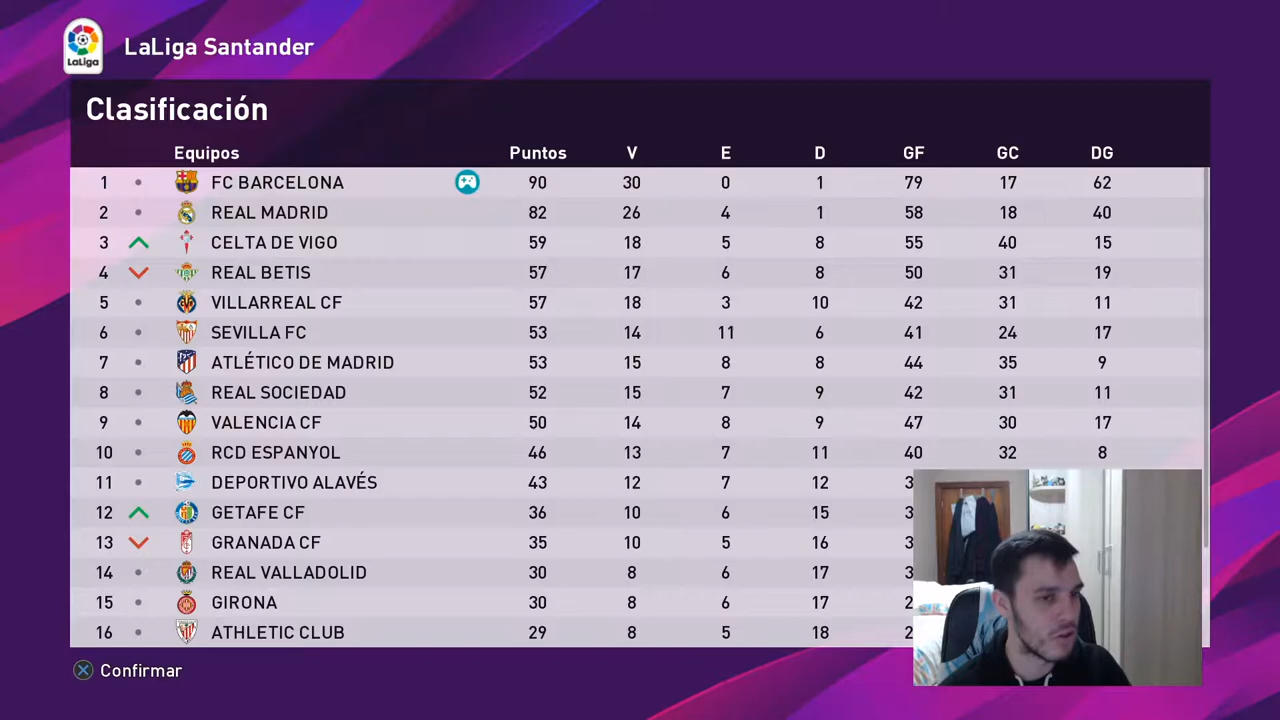 LaLiga
LaLiga Santander
Clasificación
Equipos Puntos V E D GF GC DG
1 FC BARCELONA 90 30 0 1 79 17 62
2 REAL MADRID 82 26 4 1 58 18 40
3 CELTA DE VIGO 59 18 5 8 55 40 15
4 REAL BETIS 57 17 6 8 50 31 19
5 VILLARREAL CF 57 18 3 10 42 31 11
6 SEVILLA FC 53 14 11 6 41 24 17
7 ATLÉTICO DE MADRID 53 15 8 8 44 35 9
8 REAL SOCIEDAD 52 15 7 9 42 31 11
9 VALENCIA CF 50 14 8 9 47 30 17
10 RCD ESPANYOL 46 13 7 11 40 32 8
11 DEPORTIVO ALAVÉS 43 12 7 12 3
12 GETAFE CF 36 10 6 15 3
13 GRANADA CF 35 10 5 16 3
14 REAL VALLADOLID 30 8 6 17 3
15 GIRONA 30 8 6 17 2
16 ATHLETIC CLUB 29 8 5 18 2
Confirmar